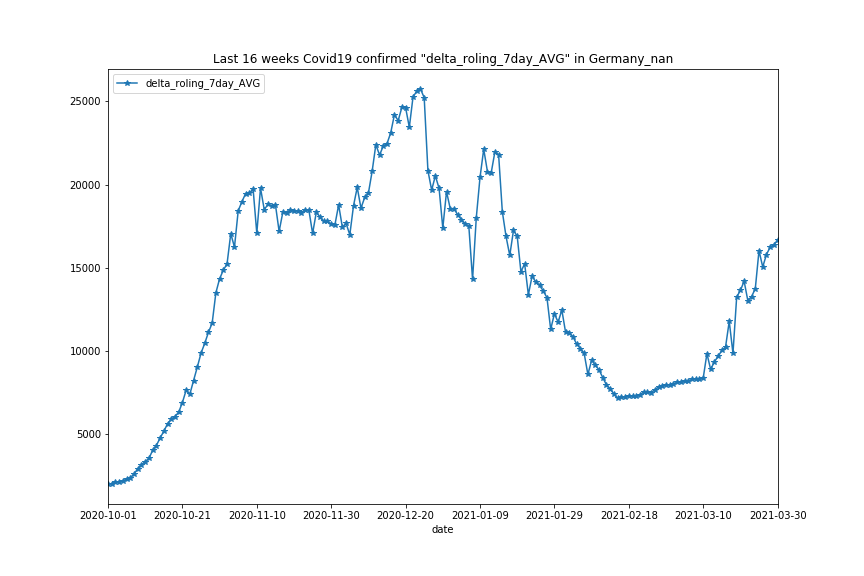 Last 16 weeks Covid19 confirmed "delta_roling_7day_AVG" in Germany_nan
delta_roling_7day_AVG
25000
20000
15000
10000
5000
2020-10-01 2020-10-21 2020-11-10 2020-11-30 2020-12-20 2021-01-09 2021-01-29 2021-02-18 2021-03-10 2021-03-30
date